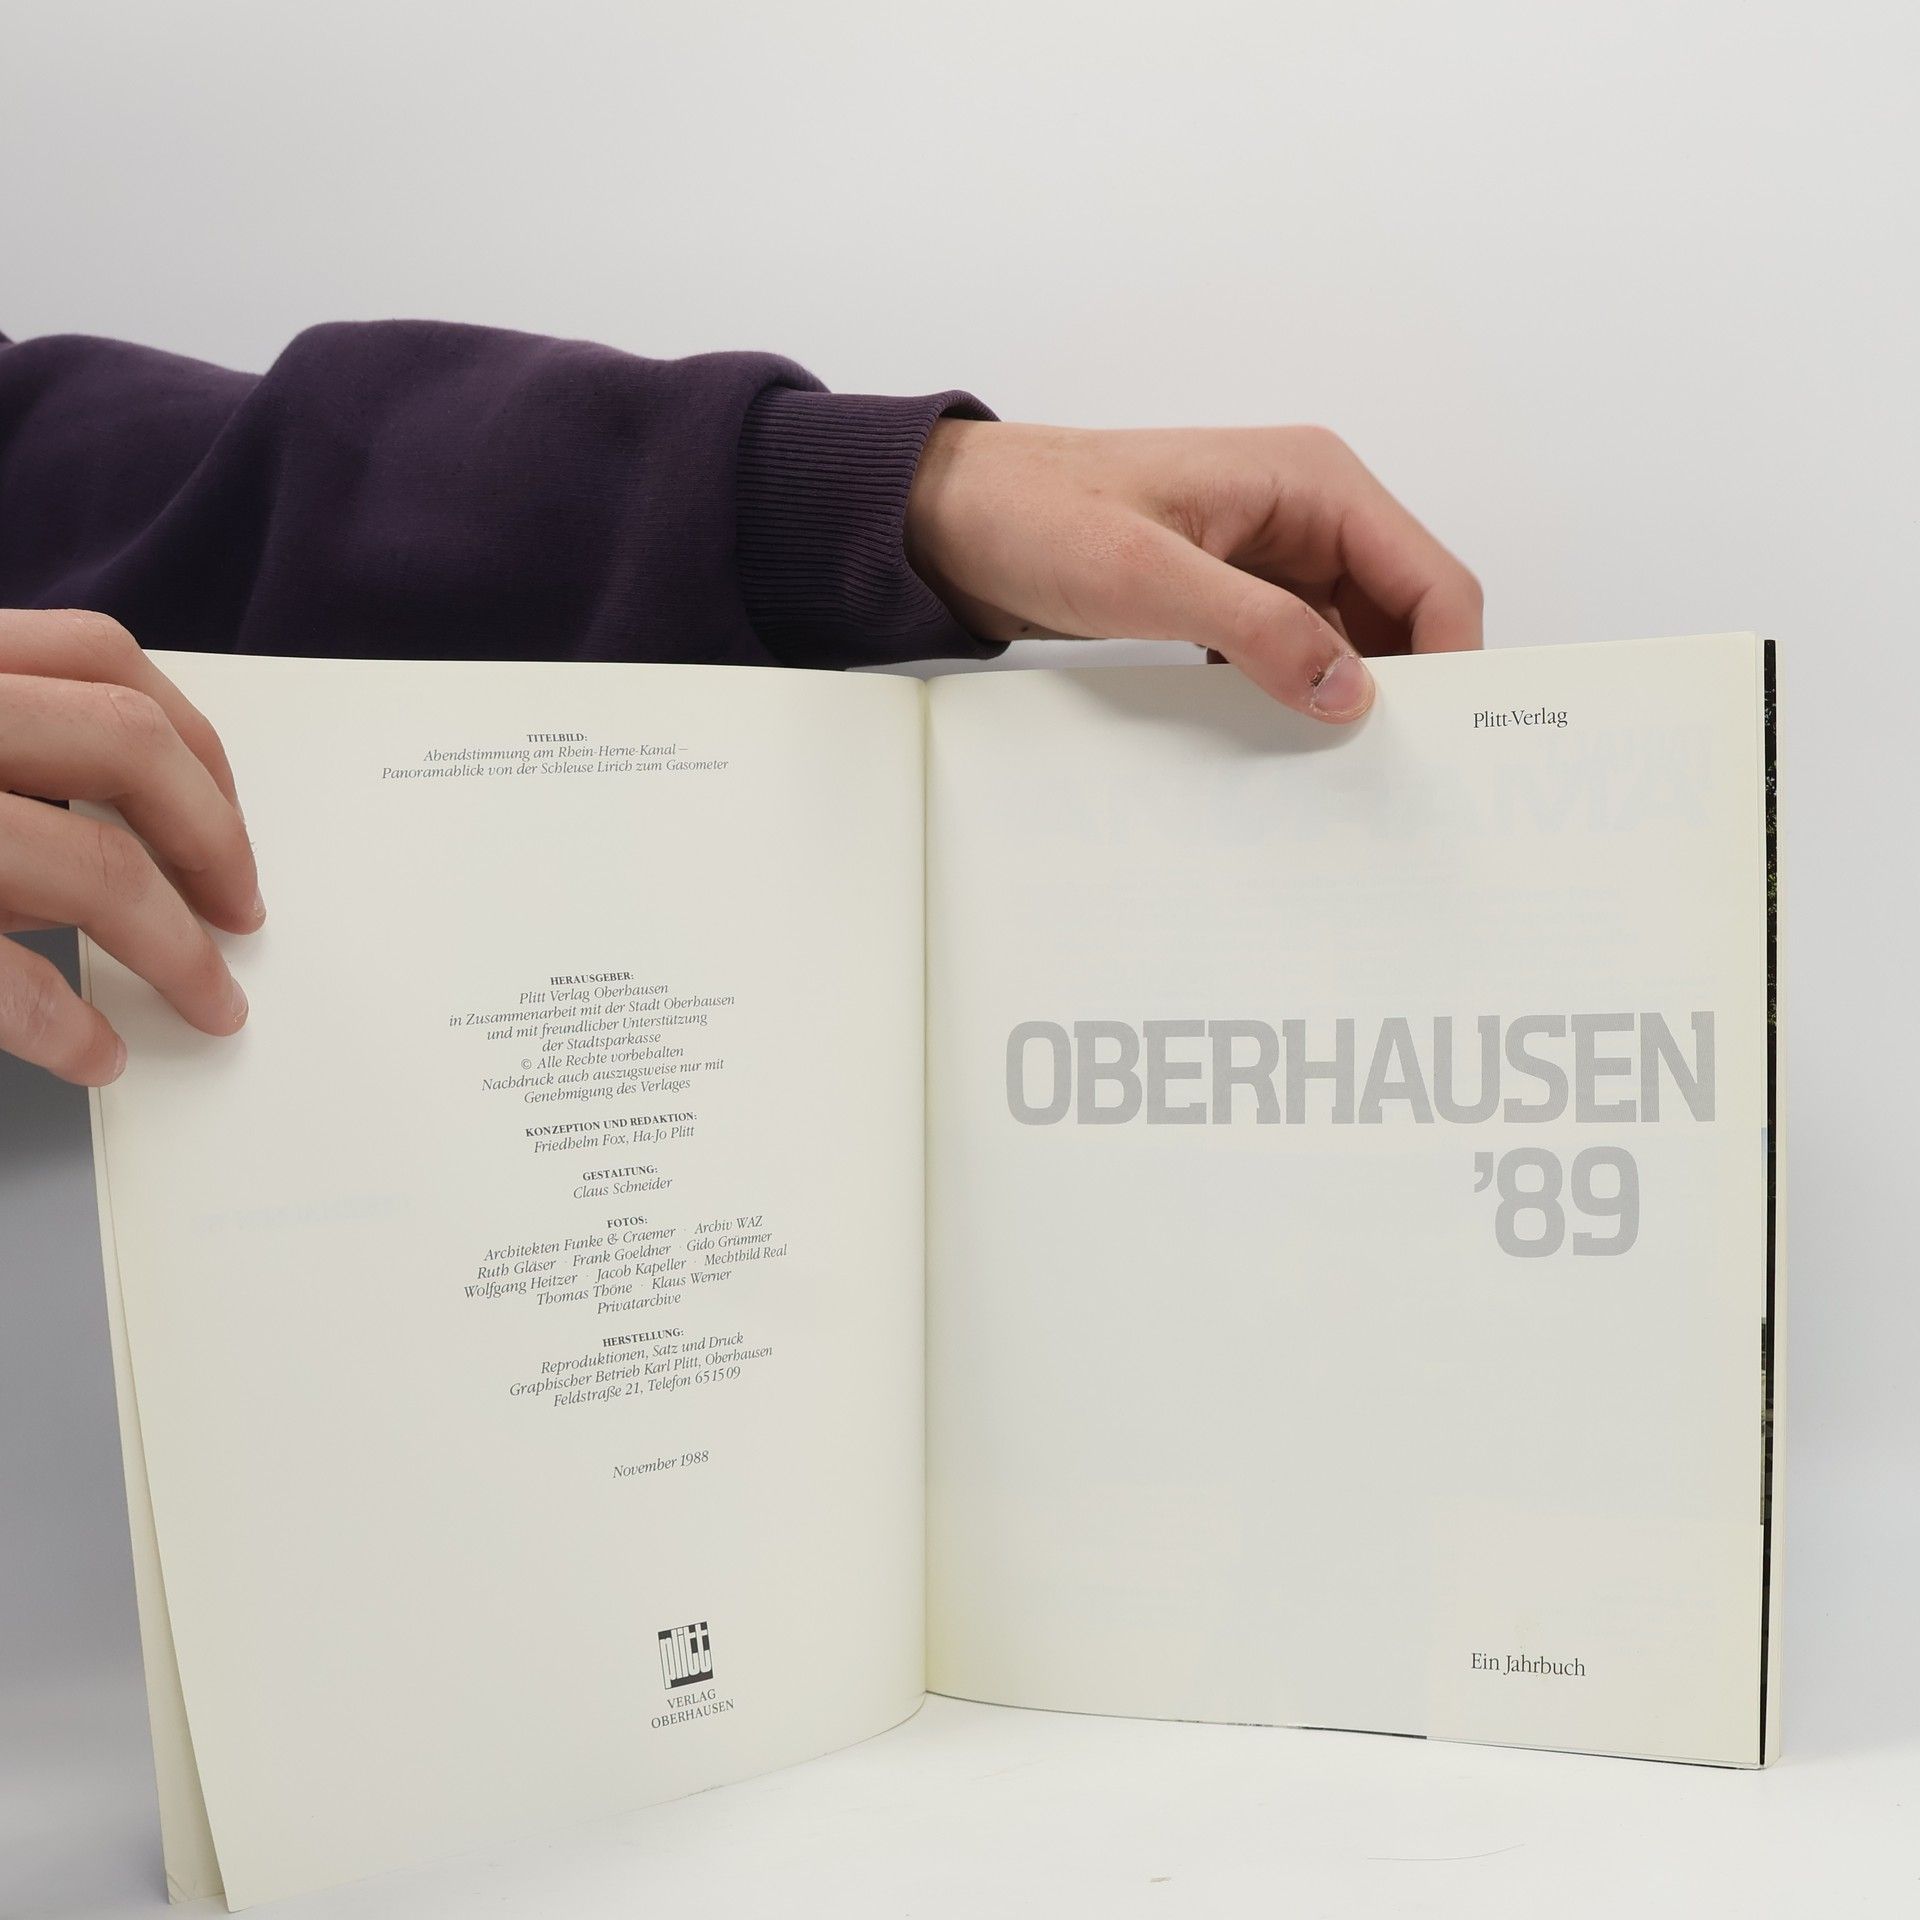 TITELBILD:
Abendstimmung am Rhein-Herne-Kanal –
Panoramablick von der Schleuse Lirich zum Gasometer
HERAUSGEBER:
Plitt Verlag Oberhausen
in Zusammenarbeit mit der Stadt Oberhausen
und mit freundlicher Unterstützung
der Stadtsparkasse
© Alle Rechte vorbehalten
Nachdruck auch auszugsweise nur mit
Genehmigung des Verlages
KONZEPTION UND REDAKTION:
Friedhelm Fox, Ha-Jo Plitt
GESTALTUNG:
Claus Schneider
FOTOS:
Architekten Funke & Craemer · Archiv WAZ
Ruth Gläser · Frank Goeldner · Gido Grümmer
Wolfgang Heitzer · Jacob Kapeller · Mechthild Real
Thomas Thöne · Klaus Werner
Privatarchive
HERSTELLUNG:
Reproduktionen, Satz und Druck
Graphischer Betrieb Karl Plitt, Oberhausen
Feldstraße 21, Telefon 65 15 09
November 1988
plitt
VERLAG
OBERHAUSEN
Plitt-Verlag
OBERHAUSEN
'89
Ein Jahrbuch